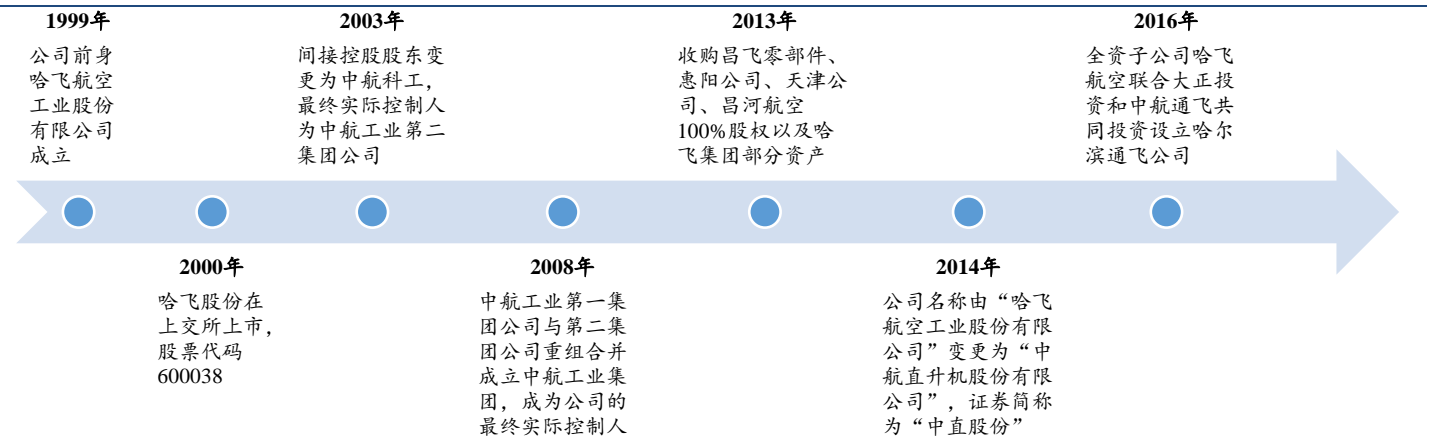 1999年
公司前身
哈飞航空
工业股份
有限公司
成立
2003年
间接控股股东变
更为中航科工，
最终实际控制人
为中航工业第二
集团公司
2013年
收购昌飞零部件、
惠阳公司、天津公
司、昌河航空
100%股权以及哈
飞集团部分资产
2016年
全资子公司哈飞
航空联合大正投
资和中航通飞共
同投资设立哈尔
滨通飞公司
2000年
哈飞股份在
上交所上市，
股票代码
600038
2008年
中航工业第一集
团公司与第二集
团公司重组合并
成立中航工业集
团，成为公司的
最终实际控制人
2014年
公司名称由“哈飞
航空工业股份有限
公司”变更为“中
航直升机股份有限
公司”，证券简称
为“中直股份”